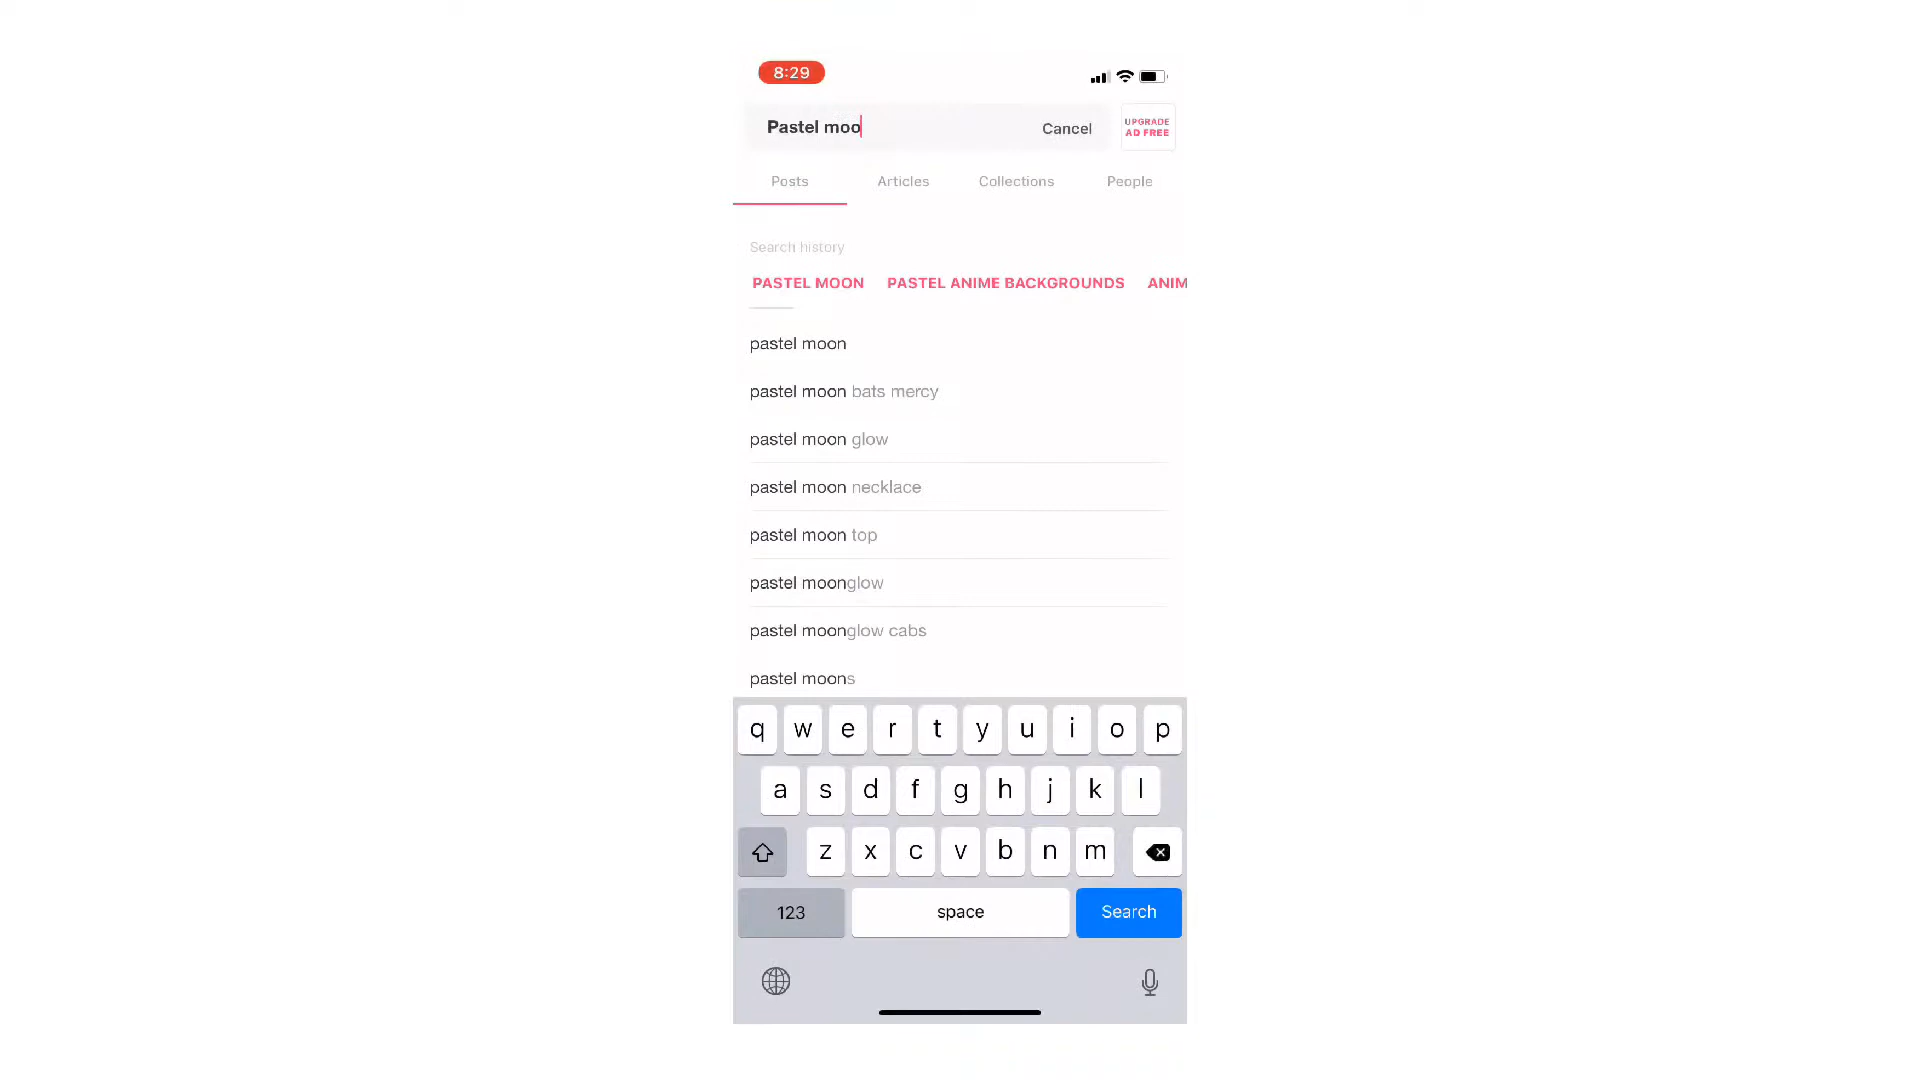 8:29
Pastel moo
Cancel
UPGRADE
AD FREE
Posts Articles Collections People
Search history
PASTEL MOON PASTEL ANIME BACKGROUNDS ANIM
pastel moon
pastel moon bats mercy
pastel moon glow
pastel moon necklace
pastel moon top
pastel moonglow
pastel moonglow cabs
pastel moons
q w e r t y u i o p
a s d f g h j k l
z x c v b n m
123 space Search